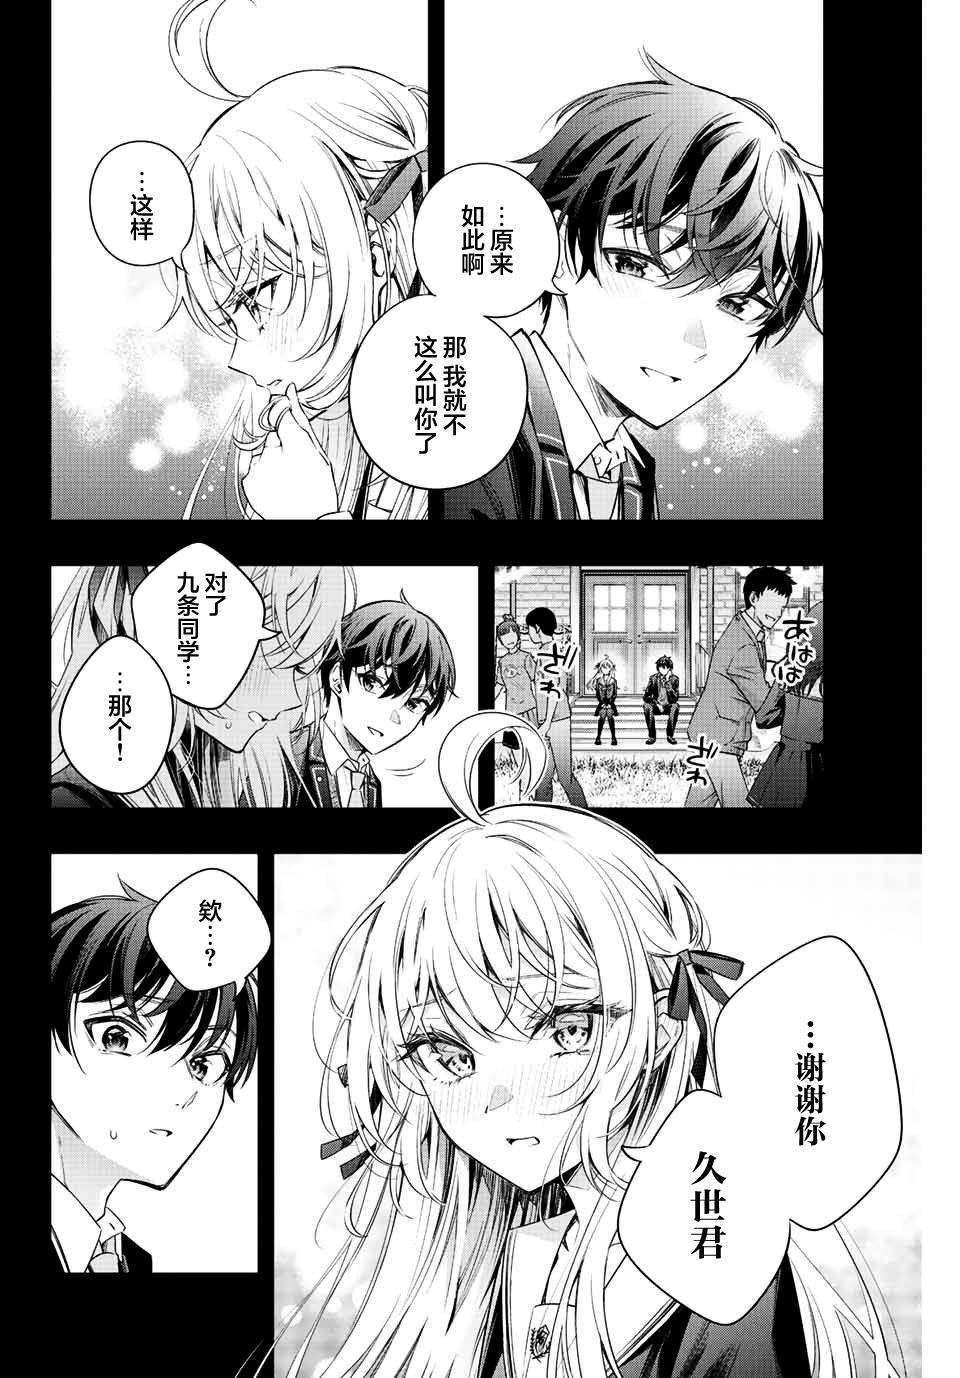 …原来
如此啊
那 我就不
这么叫你了
…这样
あははは
ざわ
ざわ
对了
九条同学…
…那个！
…谢谢你
久世君
欸
…?